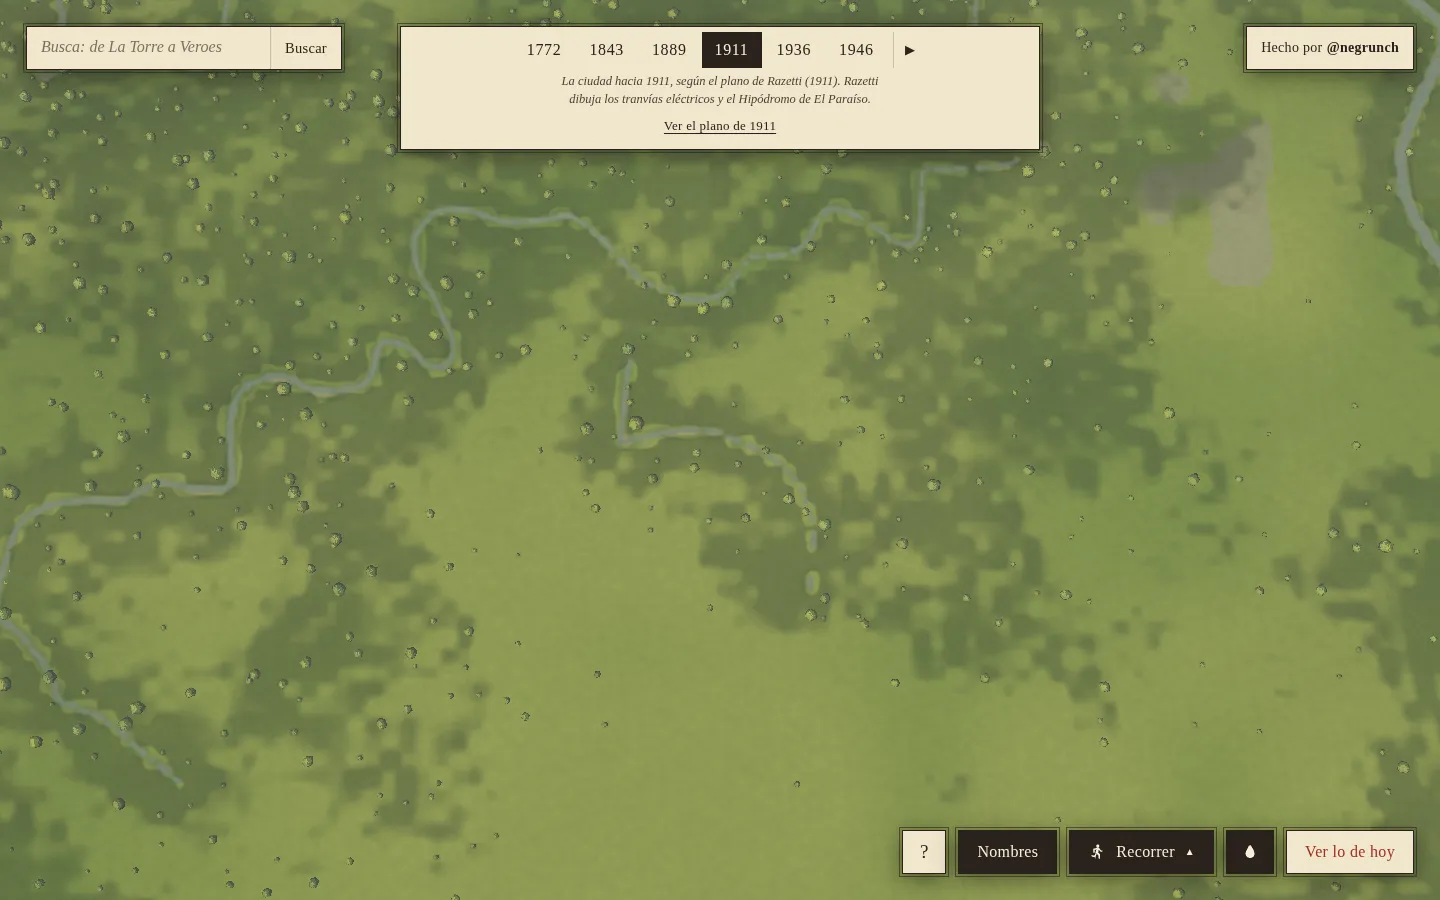 Busca: de La Torre a Veroes
Buscar
1772 1843 1889 1911 1936 1946 ▶
La ciudad hacia 1911, según el plano de Razetti (1911). Razetti
dibuja los tranvías eléctricos y el Hipódromo de El Paraíso.
Ver el plano de 1911
Hecho por @negrunch
?
Nombres
Recorrer ▲
Ver lo de hoy